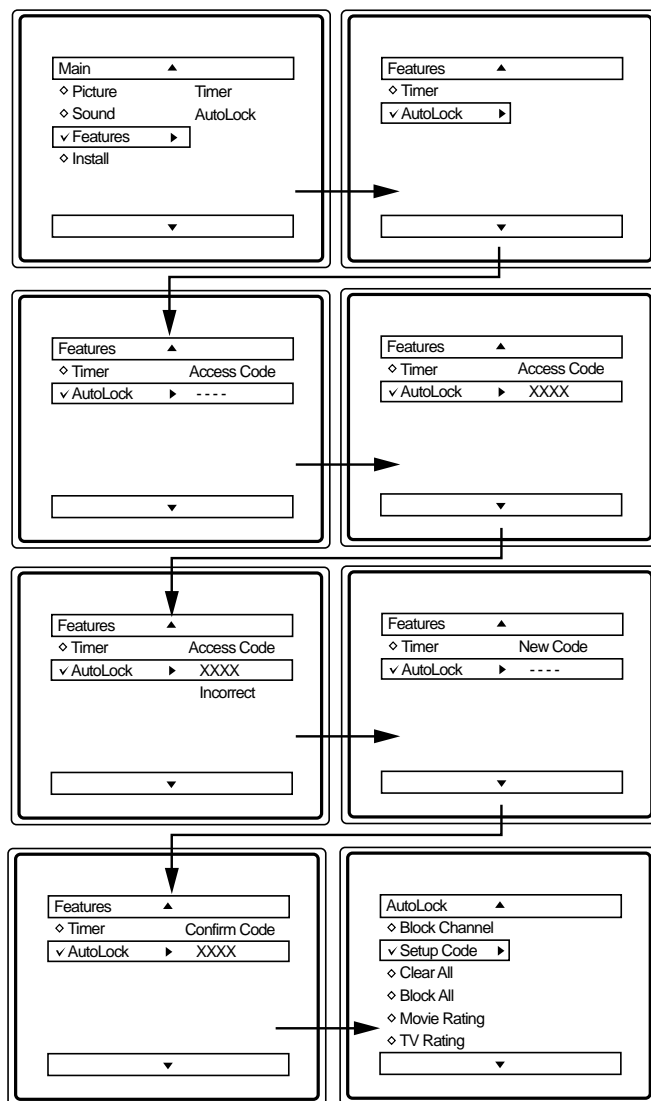 Main
Picture Timer
Sound AutoLock
Features
Install
Features
Timer
AutoLock
Features
Timer Access Code
AutoLock - - - -
Features
Timer Access Code
AutoLock XXXX
Features
Timer Access Code
AutoLock XXXX
Incorrect
Features
Timer New Code
AutoLock - - - -
Features
Timer Confirm Code
AutoLock XXXX
AutoLock
Block Channel
Setup Code
Clear All
Block All
Movie Rating
TV Rating